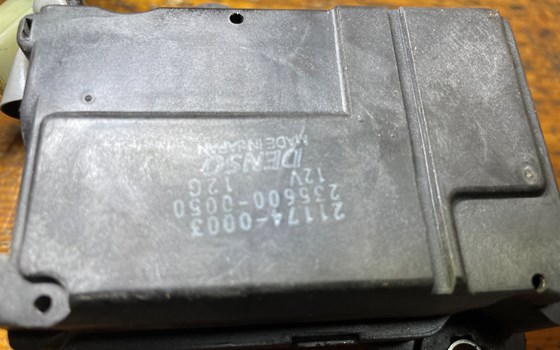 21174-0003
235600-0050
12V 12G
DENSO
MADE IN JAPAN